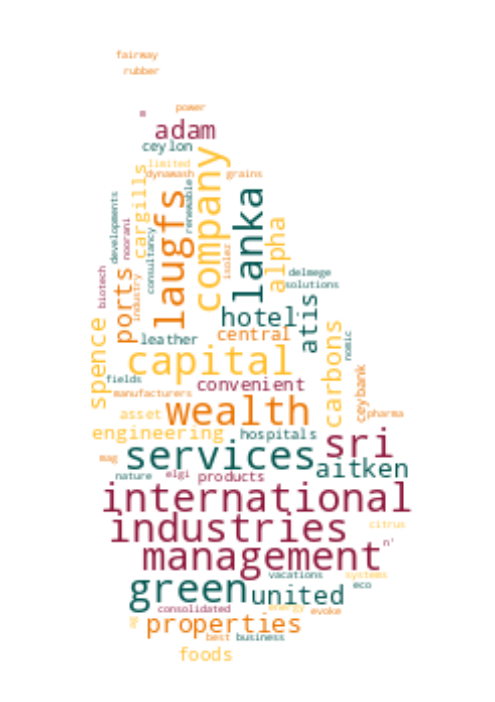 fairway
rubber
power
adam
ceylon
limited
dynawash
grains
company
cargills
laugfs
renewable
lanka
developments
noorani
consultancy
industry
isolez
alpha
biotech
ports
delmege
solutions
hotel
atis
central
leather
spence
capital
carbons
nomic
convenient
ceybank
fields
manufacturers
asset
wealth
pharma
engineering
hospitals
services
sri
mag
aitken
nature
elgi
products
international
industries
citrus
management
n'
vacations
systems
eco
green
united
consolidated
energy
evoke
ag
properties
best
business
foods